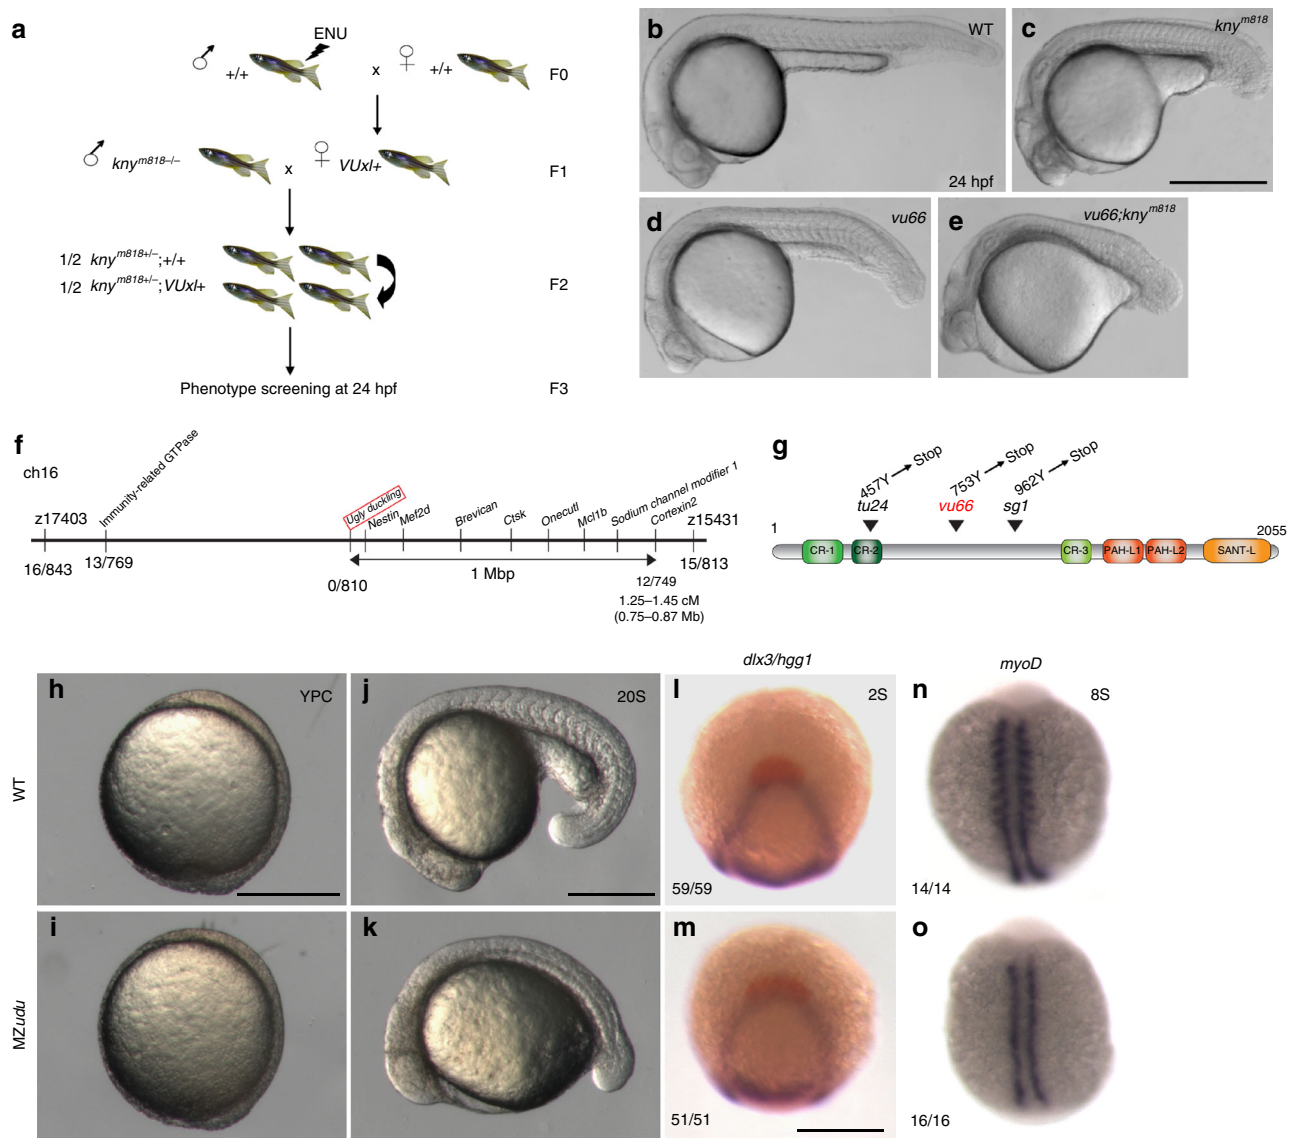 a
ENU
+/+
x
+/+
F0
kny^m818−/−
x
VUxl+
F1
1/2 kny^m818+/−;+/+
1/2 kny^m818+/−;VUxl+
F2
Phenotype screening at 24 hpf
F3
b
WT
24 hpf
c
kny^m818
d
vu66
e
vu66;kny^m818
f
ch16
z17403
Immunity-related GTPase
Ugly duckling
Nestin
Mef2d
Brevican
Ctsk
Onecutl
Mcl1b
Sodium channel modifier 1
Cortexin2
z15431
16/843
13/769
0/810
1 Mbp
12/749
15/813
1.25–1.45 cM
(0.75–0.87 Mb)
g
457Y → Stop
753Y → Stop
962Y → Stop
tu24
vu66
sg1
1
2055
CR-1
CR-2
CR-3
PAH-L1
PAH-L2
SANT-L
dlx3/hgg1
myoD
WT
h
YPC
j
20S
l
2S
59/59
n
8S
14/14
MZudu
i
k
m
51/51
o
16/16